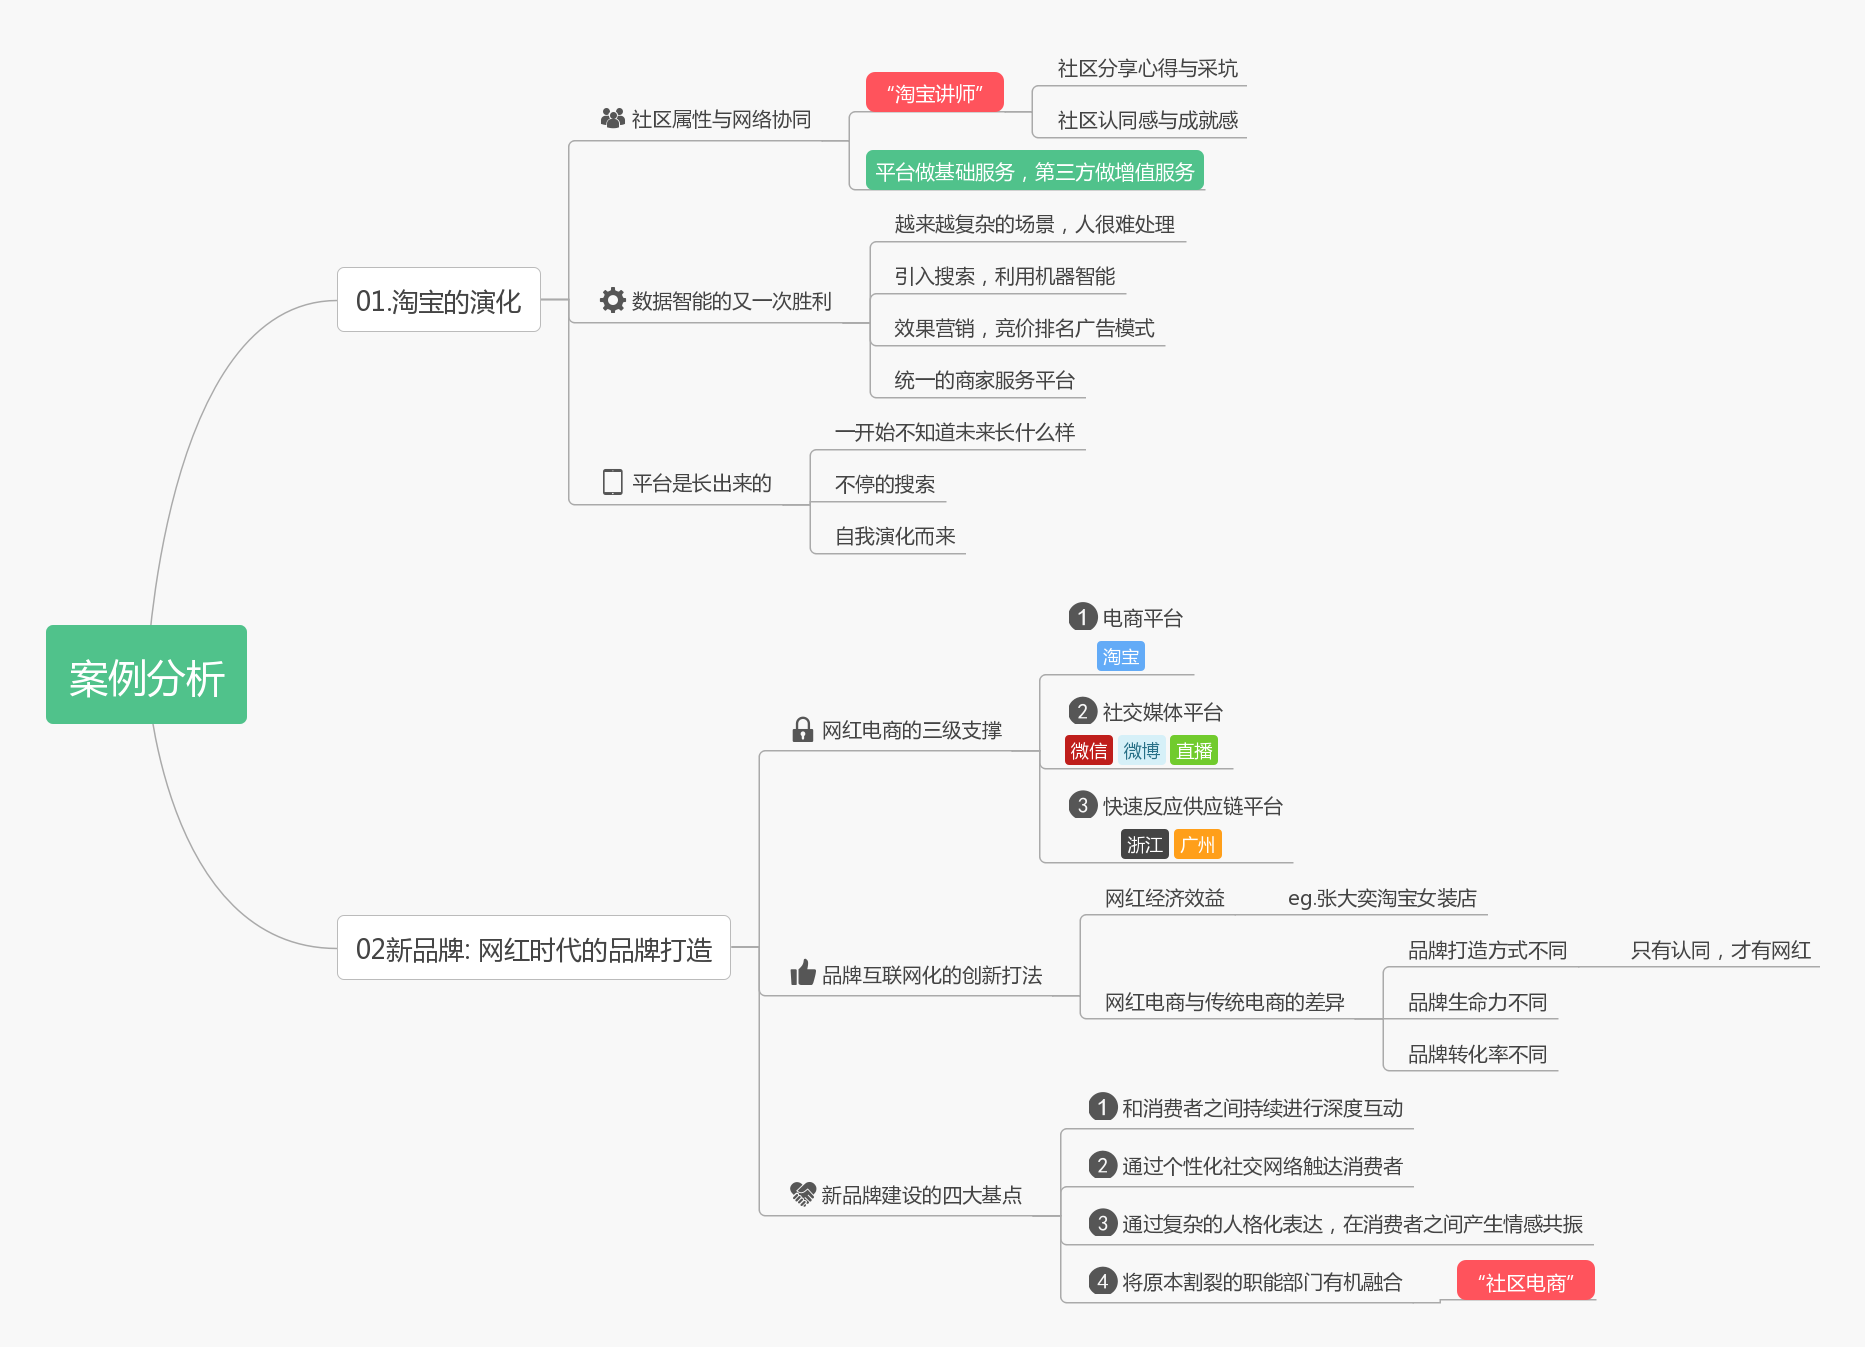 案例分析
01.淘宝的演化
社区属性与网络协同
“淘宝讲师”
社区分享心得与采坑
社区认同感与成就感
平台做基础服务，第三方做增值服务
数据智能的又一次胜利
越来越复杂的场景，人很难处理
引入搜索，利用机器智能
效果营销，竞价排名广告模式
统一的商家服务平台
平台是长出来的
一开始不知道未来长什么样
不停的搜索
自我演化而来
02新品牌: 网红时代的品牌打造
网红电商的三级支撑
1 电商平台
淘宝
2 社交媒体平台
微信 微博 直播
3 快速反应供应链平台
浙江 广州
品牌互联网化的创新打法
网红经济效益
eg.张大奕淘宝女装店
网红电商与传统电商的差异
品牌打造方式不同
只有认同，才有网红
品牌生命力不同
品牌转化率不同
新品牌建设的四大基点
1 和消费者之间持续进行深度互动
2 通过个性化社交网络触达消费者
3 通过复杂的人格化表达，在消费者之间产生情感共振
4 将原本割裂的职能部门有机融合
“社区电商”